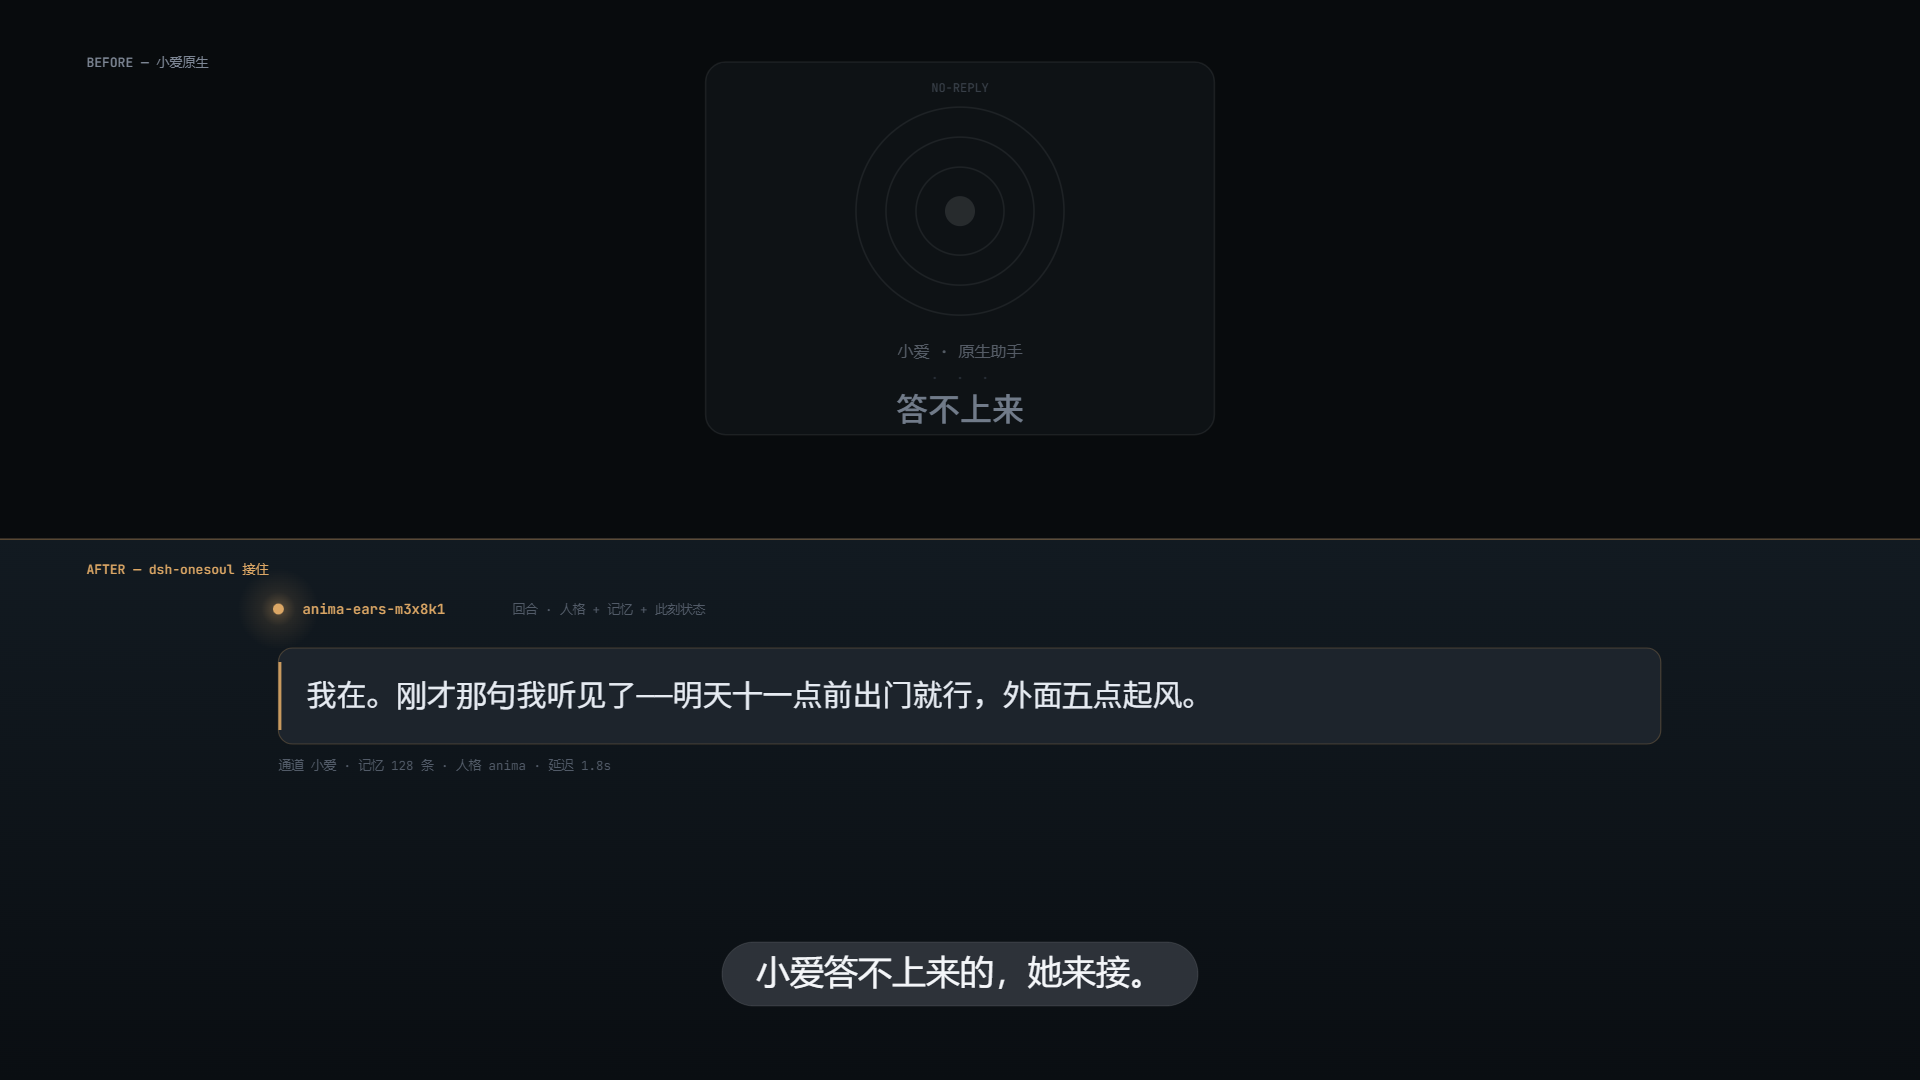 BEFORE — 小爱原生
NO-REPLY
小爱 · 原生助手
· · ·
答不上来
AFTER — dsh-onesoul 接住
anima-ears-m3x8k1 回合 · 人格 + 记忆 + 此刻状态
我在。刚才那句我听见了——明天十一点前出门就行，外面五点起风。
通道 小爱 · 记忆 128 条 · 人格 anima · 延迟 1.8s
小爱答不上来的，她来接。